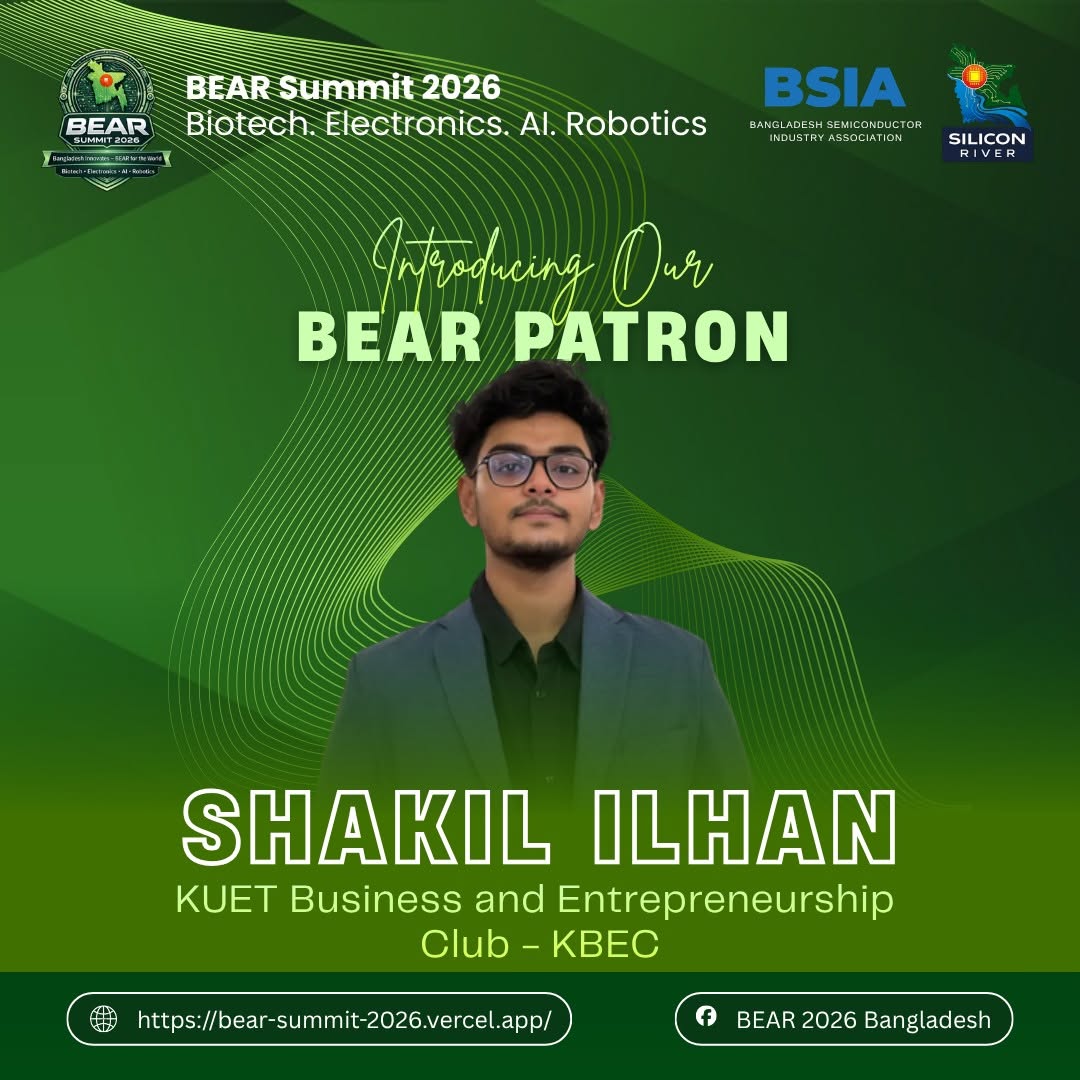 BEAR
SUMMIT 2026
Bangladesh Innovates – BEAR for the World
Biotech • Electronics • AI • Robotics
BEAR Summit 2026
Biotech. Electronics. AI. Robotics
BSIA
BANGLADESH SEMICONDUCTOR
INDUSTRY ASSOCIATION
SILICON
RIVER
Introducing Our
BEAR PATRON
SHAKIL ILHAN
KUET Business and Entrepreneurship
Club – KBEC
https://bear-summit-2026.vercel.app/
BEAR 2026 Bangladesh